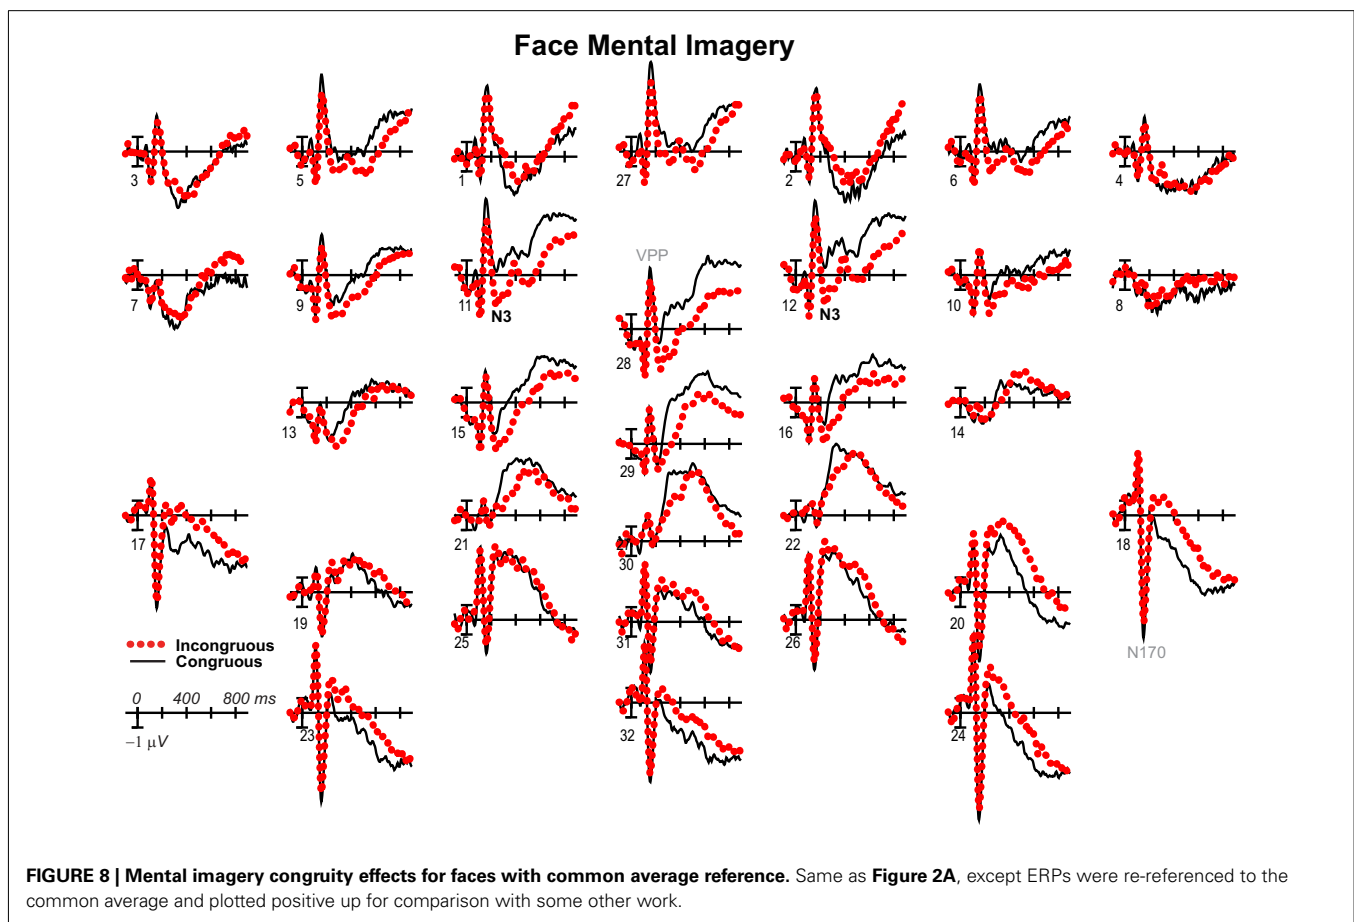 Face Mental Imagery
3
5
1
27
2
6
4
VPP
7
9
11
N3
28
12
N3
10
8
13
15
29
16
14
17
21
30
22
18
19
25
31
26
20
N170
Incongruous
Congruous
0 400 800 ms
−1 μV
23
32
24
FIGURE 8 | Mental imagery congruity effects for faces with common average reference. Same as Figure 2A, except ERPs were re-referenced to the
common average and plotted positive up for comparison with some other work.